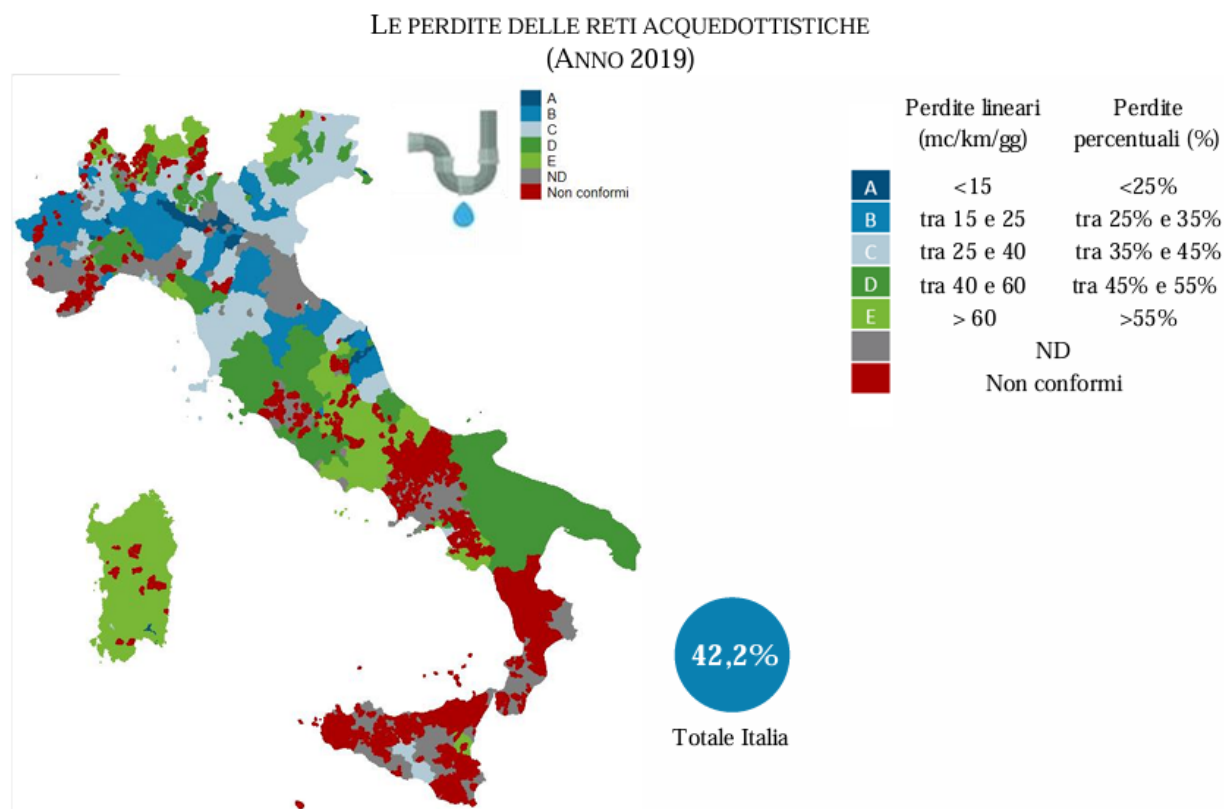 LE PERDITE DELLE RETI ACQUEDOTTISTICHE
(ANNO 2019)
A
B
C
D
E
ND
Non conformi
Perdite lineari Perdite
(mc/km/gg) percentuali (%)
A <15 <25%
B tra 15 e 25 tra 25% e 35%
C tra 25 e 40 tra 35% e 45%
D tra 40 e 60 tra 45% e 55%
E > 60 >55%
ND
Non conformi
42,2%
Totale Italia